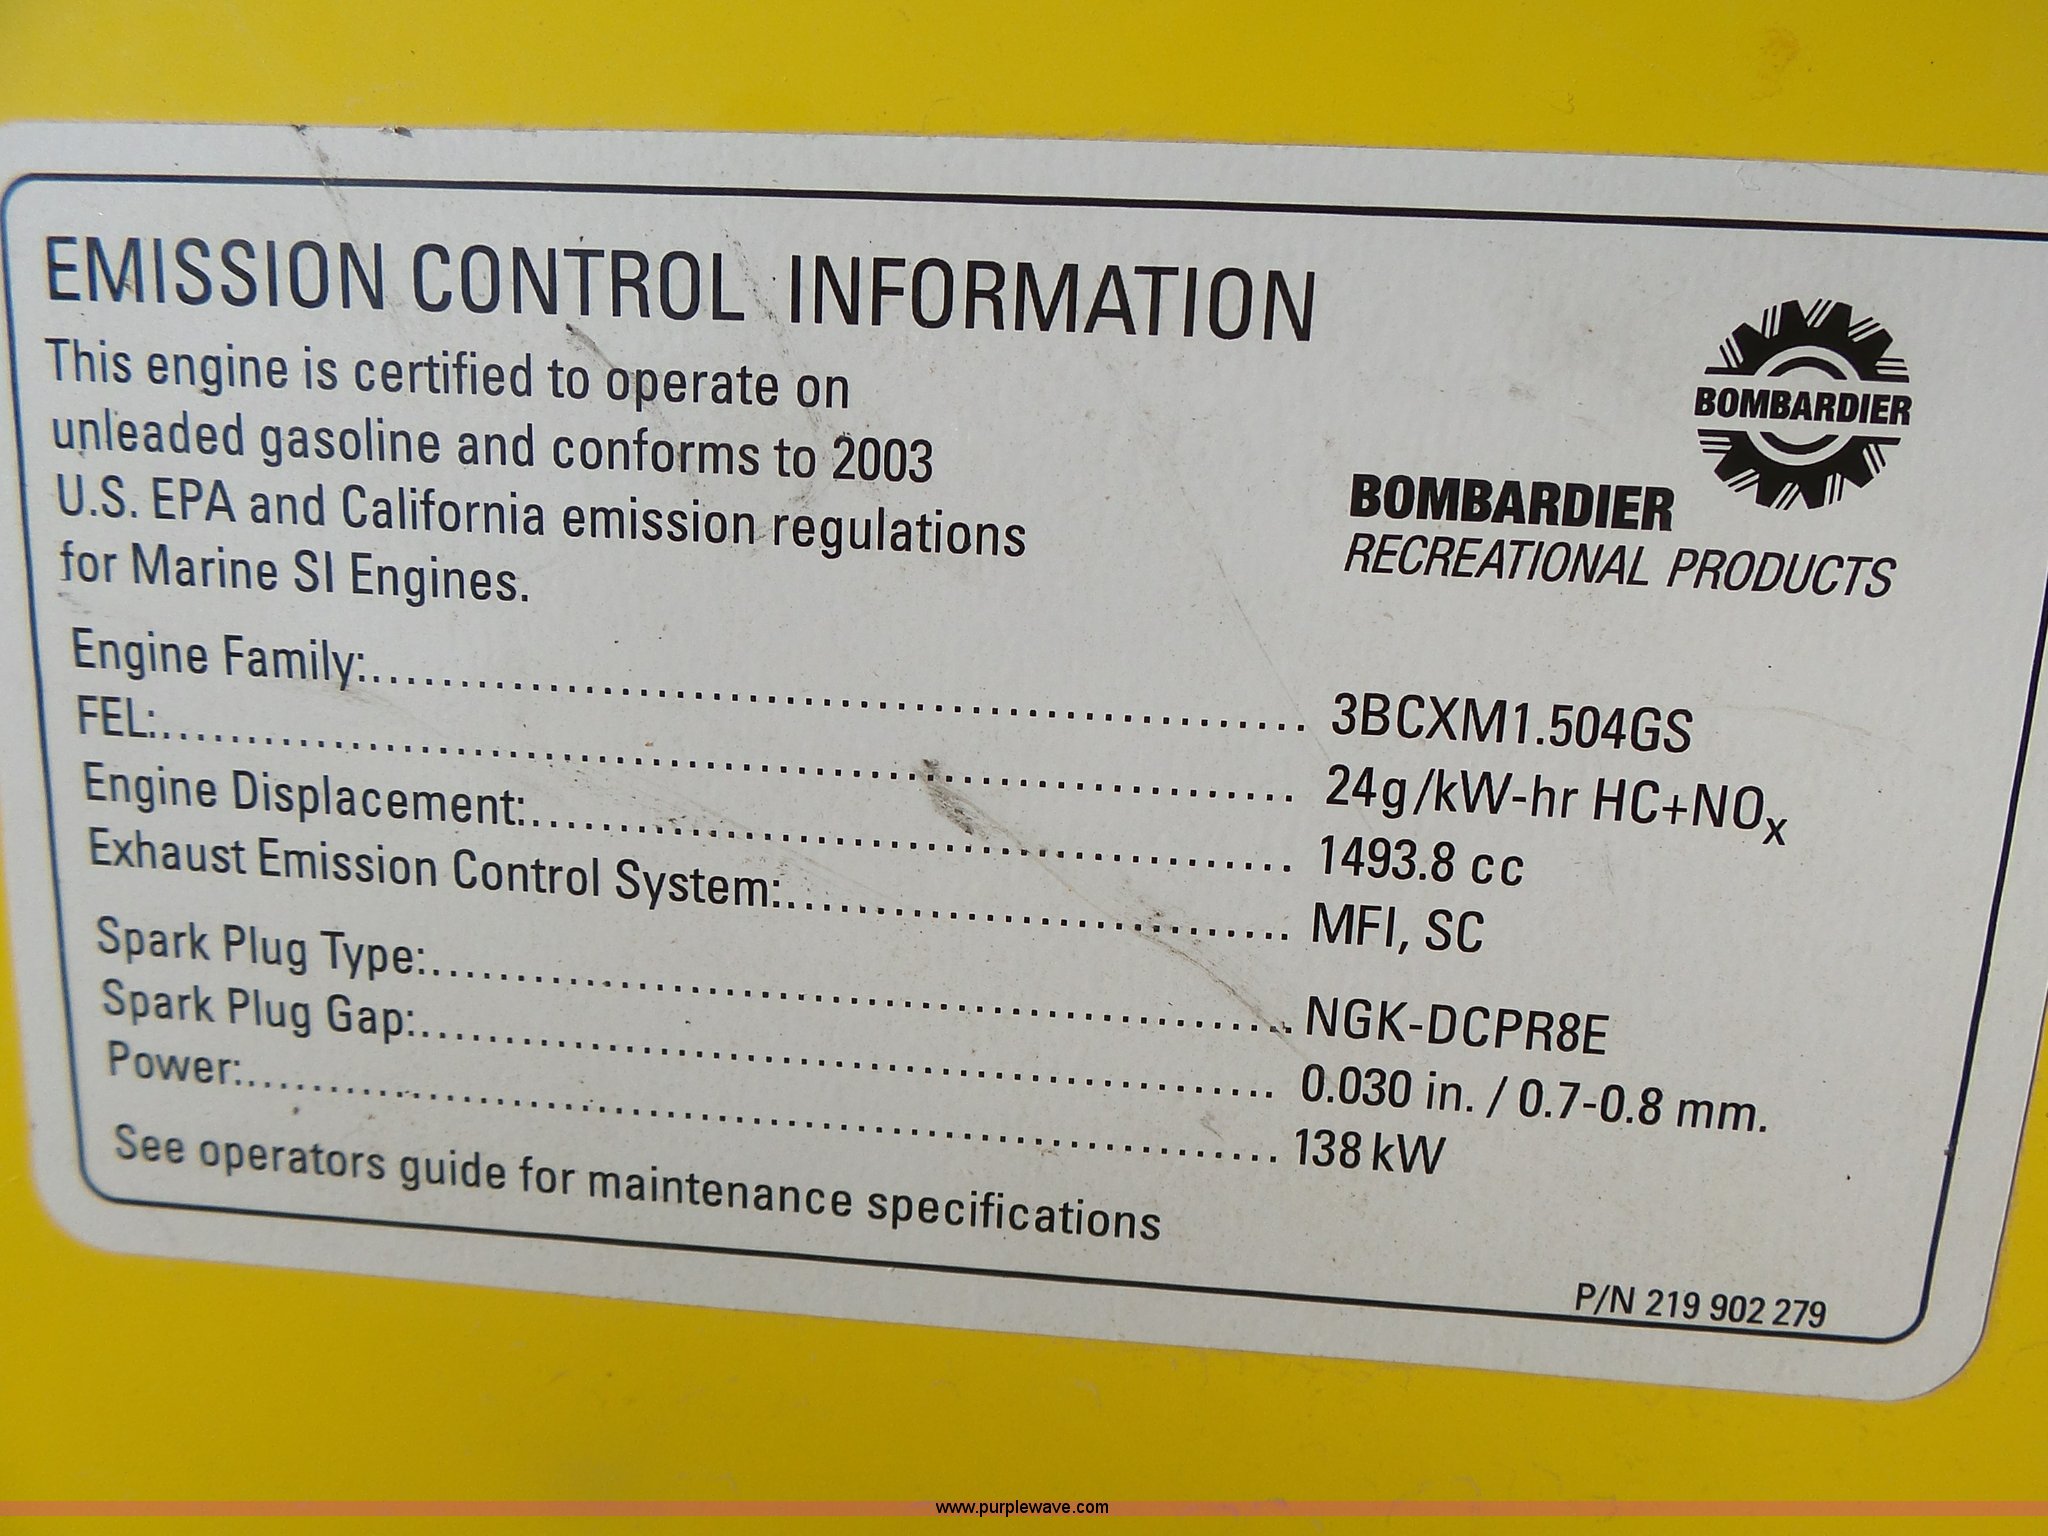 EMISSION CONTROL INFORMATION
This engine is certified to operate on
unleaded gasoline and conforms to 2003
U.S. EPA and California emission regulations
for Marine SI Engines.
BOMBARDIER
BOMBARDIER
RECREATIONAL PRODUCTS
Engine Family:.......................................................... 3BCXM1.504GS
FEL:.......................................................................... 24g/kW-hr HC+NOx
Engine Displacement:............................................... 1493.8 cc
Exhaust Emission Control System:............................... MFI, SC
Spark Plug Type:....................................................... NGK-DCPR8E
Spark Plug Gap:........................................................ 0.030 in. / 0.7-0.8 mm.
Power:..................................................................... 138 kW
See operators guide for maintenance specifications
P/N 219 902 279
www.purplewave.com